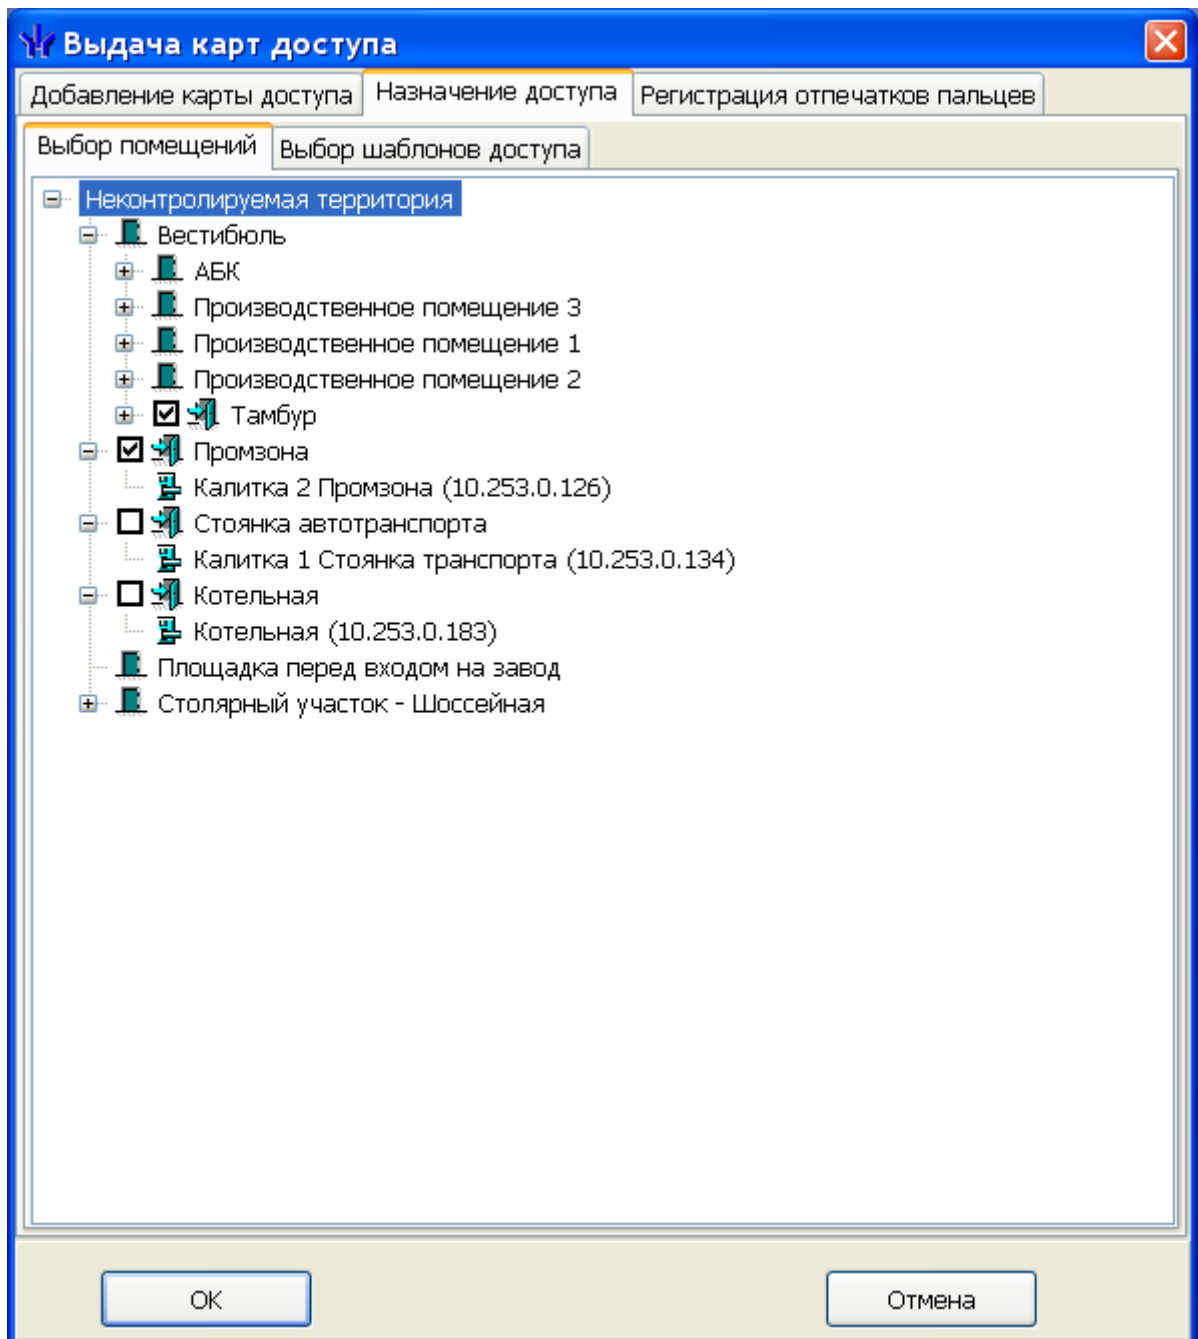 Выдача карт доступа
Добавление карты доступа Назначение доступа Регистрация отпечатков пальцев
Выбор помещений Выбор шаблонов доступа
Неконтролируемая территория
Вестибюль
АБК
Производственное помещение 3
Производственное помещение 1
Производственное помещение 2
Тамбур
Промзона
Калитка 2 Промзона (10.253.0.126)
Стоянка автотранспорта
Калитка 1 Стоянка транспорта (10.253.0.134)
Котельная
Котельная (10.253.0.183)
Площадка перед входом на завод
Столярный участок - Шоссейная
ОК Отмена